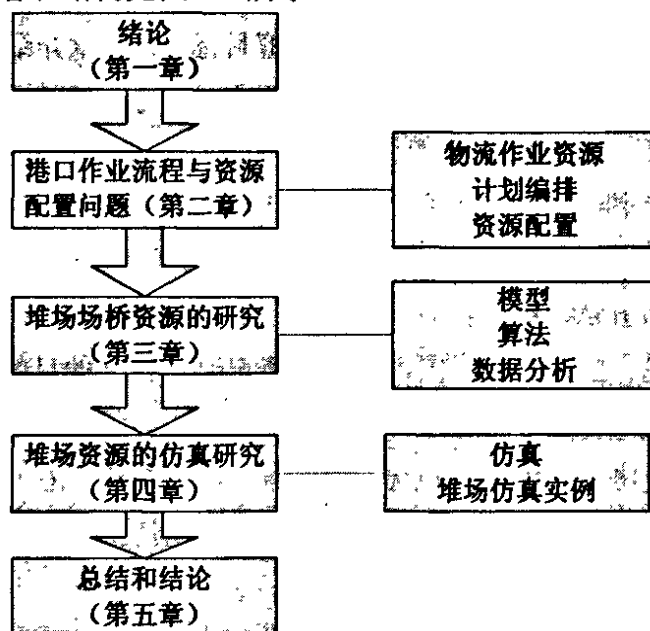 绪论
（第一章）
港口作业流程与资源
配置问题（第二章）
物流作业资源
计划编排
资源配置
堆场场桥资源的研究
（第三章）
模型
算法
数据分析
堆场资源的仿真研究
（第四章）
仿真
堆场仿真实例
总结和结论
（第五章）